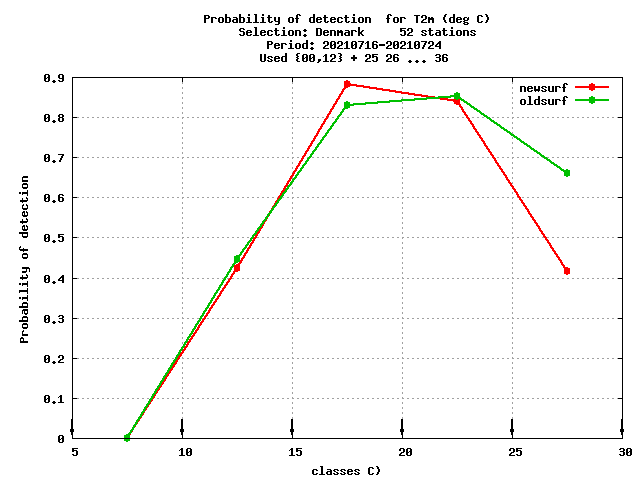 Probability of detection  for T2m (deg C)
Selection: Denmark     52 stations
Period: 20210716-20210724
Used {00,12} + 25 26 ... 36
newsurf
oldsurf
0.9
0.8
0.7
0.6
0.5
0.4
0.3
0.2
0.1
0
Probability of detection
5 10 15 20 25 30
classes C)